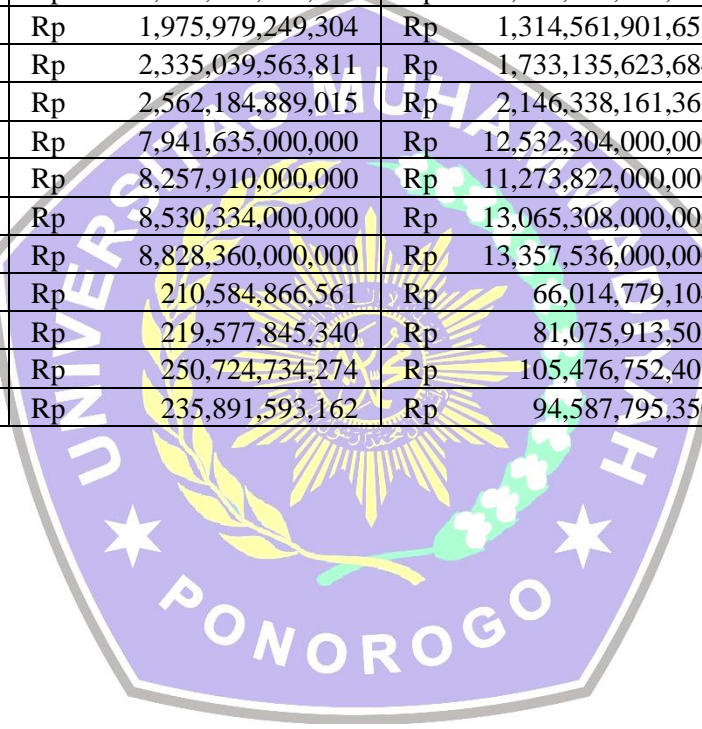 Rp 1,975,979,249,304 Rp 1,314,561,901,65
Rp 2,335,039,563,811 Rp 1,733,135,623,68
Rp 2,562,184,889,015 Rp 2,146,338,161,36
Rp 7,941,635,000,000 Rp 12,532,304,000,00
Rp 8,257,910,000,000 Rp 11,273,822,000,00
Rp 8,530,334,000,000 Rp 13,065,308,000,00
Rp 8,828,360,000,000 Rp 13,357,536,000,00
Rp 210,584,866,561 Rp 66,014,779,10
Rp 219,577,845,340 Rp 81,075,913,50
Rp 250,724,734,274 Rp 105,476,752,40
Rp 235,891,593,162 Rp 94,587,795,35
UNIVERSITAS MUHAMMADIYAH
PONOROGO